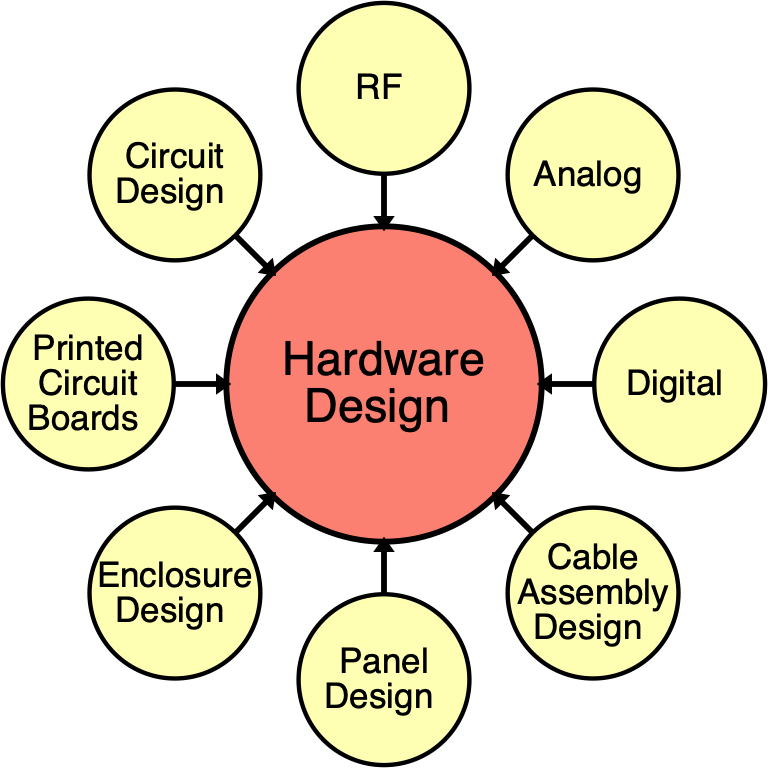 RF
Circuit
Design
Analog
Printed
Circuit
Boards
Hardware
Design
Digital
Enclosure
Design
Cable
Assembly
Design
Panel
Design